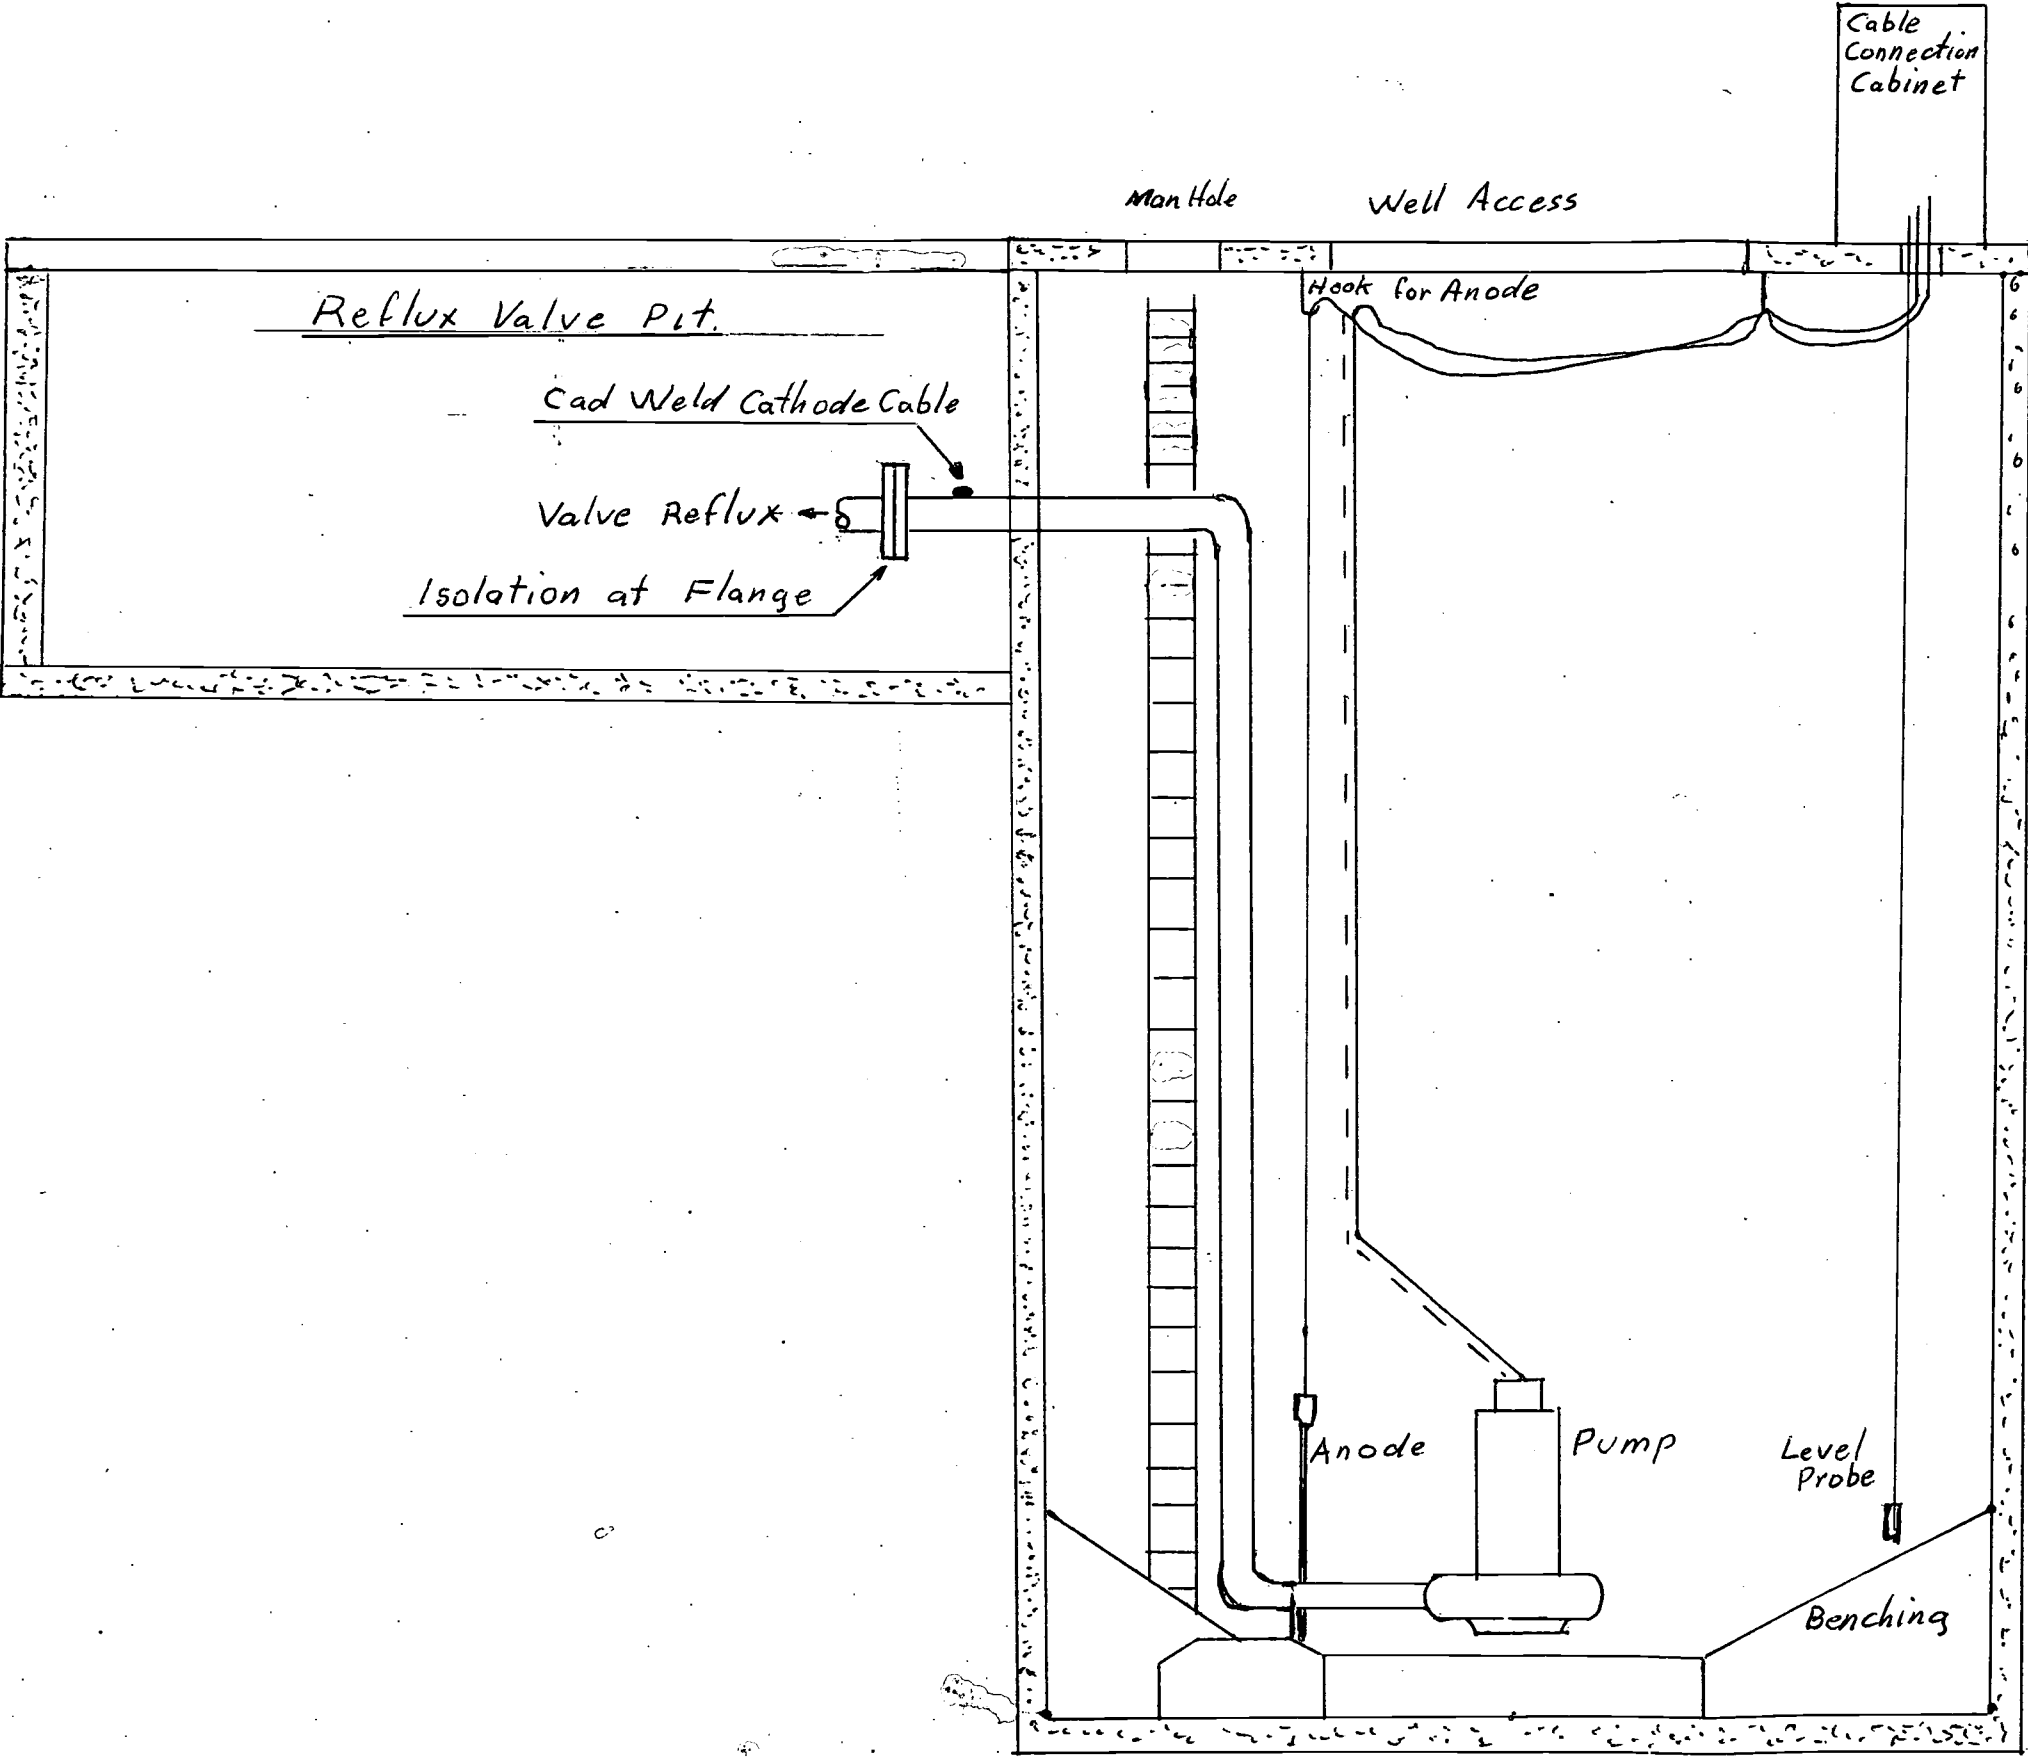 Cable
Connection
Cabinet
Man Hole
Well Access
Hook for Anode
Reflux Valve Pit.
Cad Weld Cathode Cable
Valve Reflux
Isolation at Flange
Anode
Pump
Level
Probe
Benching